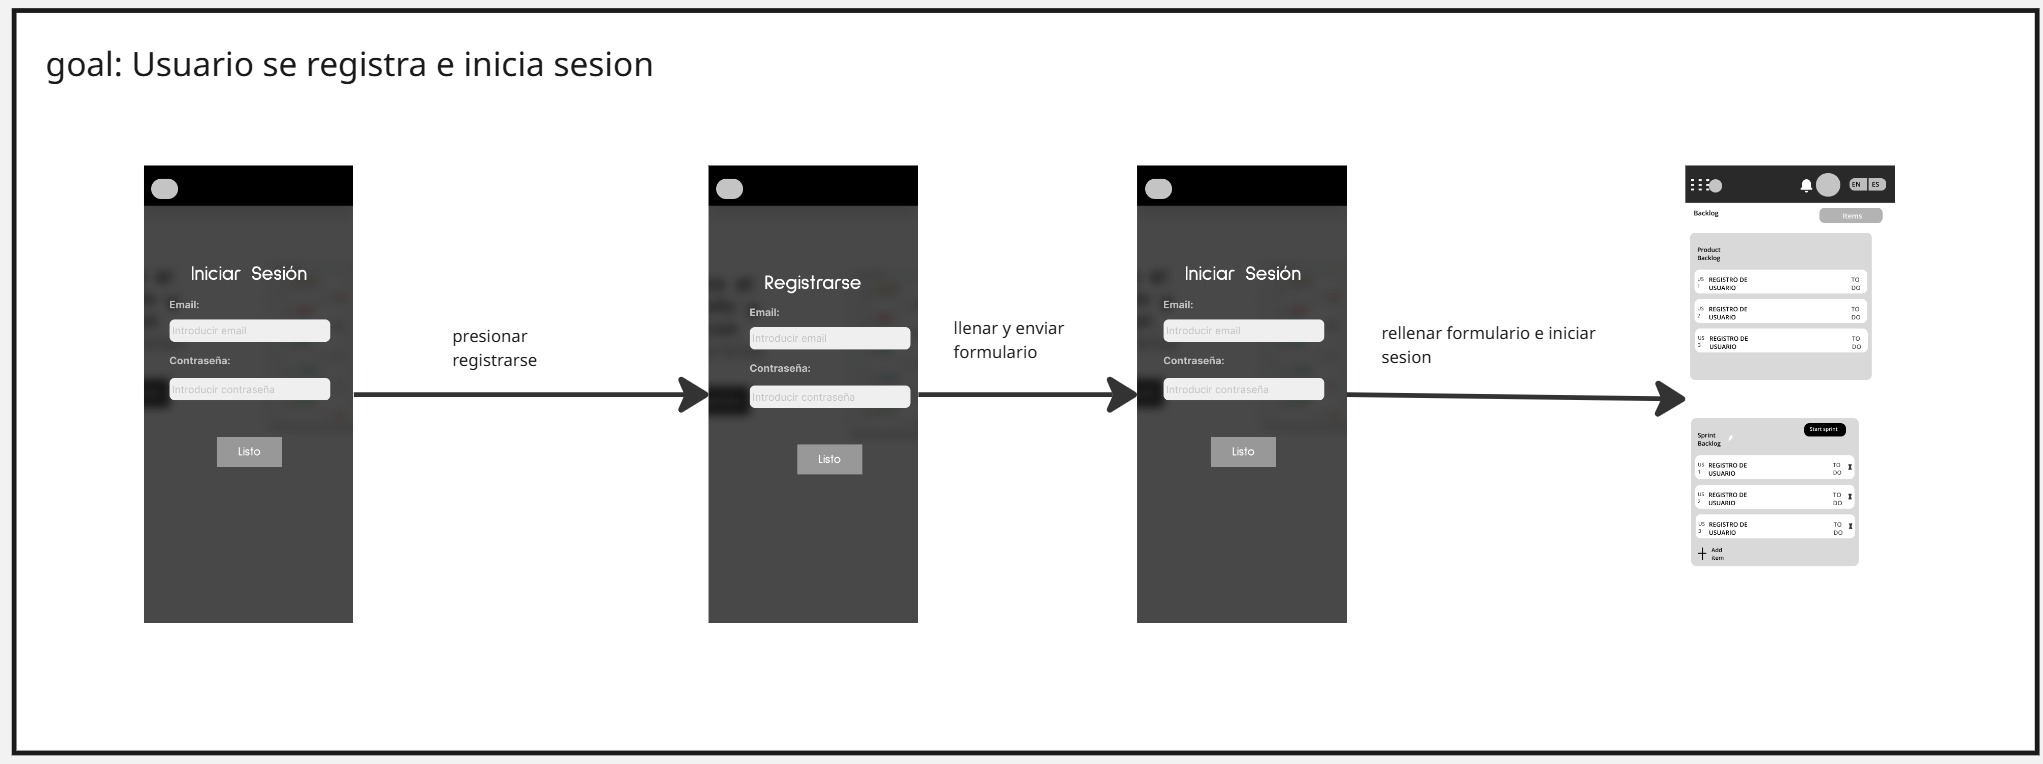 goal: Usuario se registra e inicia sesion
Iniciar Sesión
Email:
Introducir email
Contraseña:
Introducir contraseña
Listo
presionar
registrarse
Registrarse
Email:
Introducir email
Contraseña:
Introducir contraseña
Listo
llenar y enviar
formulario
Iniciar Sesión
Email:
Introducir email
Contraseña:
Introducir contraseña
Listo
rellenar formulario e iniciar
sesion
EN ES
Backlog
Items
Product
Backlog
US REGISTRO DE TO
1 USUARIO DO
US REGISTRO DE TO
2 USUARIO DO
US REGISTRO DE TO
3 USUARIO DO
Start sprint
Sprint
Backlog
US REGISTRO DE TO
1 USUARIO DO
US REGISTRO DE TO
2 USUARIO DO
US REGISTRO DE TO
3 USUARIO DO
Add
item